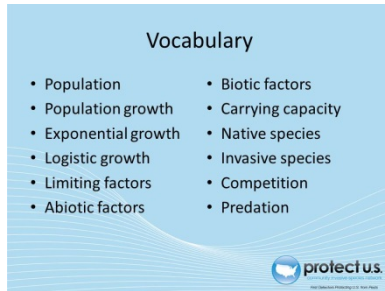 Vocabulary
• Population
• Population growth
• Exponential growth
• Logistic growth
• Limiting factors
• Abiotic factors
• Biotic factors
• Carrying capacity
• Native species
• Invasive species
• Competition
• Predation
protect u.s.